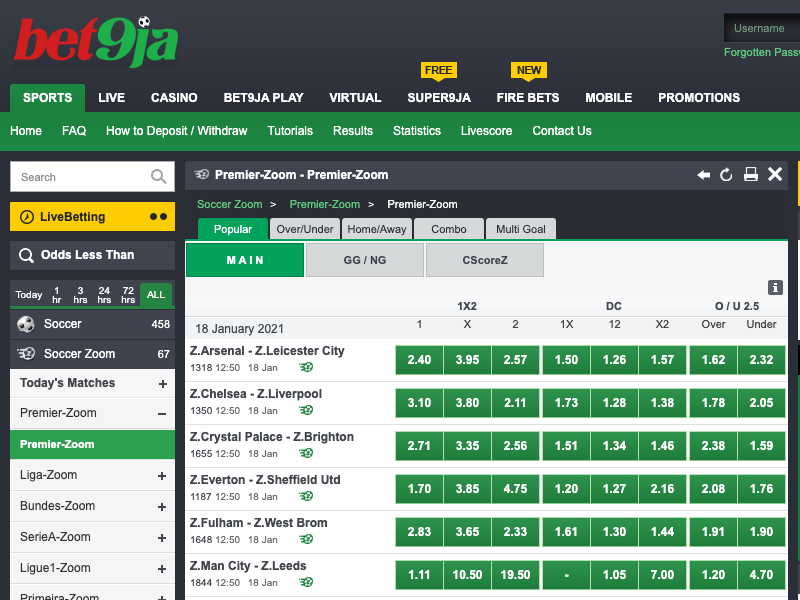 bet9ja
Username
Forgotten Pass
FREE
NEW
SPORTS LIVE CASINO BET9JA PLAY VIRTUAL SUPER9JA FIRE BETS MOBILE PROMOTIONS
Home FAQ How to Deposit / Withdraw Tutorials Results Statistics Livescore Contact Us
Search
LiveBetting
Odds Less Than
Today 1 hr 3 hrs 24 hrs 72 hrs ALL
Soccer 458
Soccer Zoom 67
Today's Matches +
Premier-Zoom –
Premier-Zoom
Liga-Zoom +
Bundes-Zoom +
SerieA-Zoom +
Ligue1-Zoom +
Primeira-Zoom +
Premier-Zoom - Premier-Zoom
Soccer Zoom > Premier-Zoom > Premier-Zoom
Popular Over/Under Home/Away Combo Multi Goal
MAIN GG / NG CScoreZ
i
1X2 DC O / U 2.5
18 January 2021 1 X 2 1X 12 X2 Over Under
Z.Arsenal - Z.Leicester City
1318 12:50 18 Jan
2.40 3.95 2.57 1.50 1.26 1.57 1.62 2.32
Z.Chelsea - Z.Liverpool
1350 12:50 18 Jan
3.10 3.80 2.11 1.73 1.28 1.38 1.78 2.05
Z.Crystal Palace - Z.Brighton
1655 12:50 18 Jan
2.71 3.35 2.56 1.51 1.34 1.46 2.38 1.59
Z.Everton - Z.Sheffield Utd
1187 12:50 18 Jan
1.70 3.85 4.75 1.20 1.27 2.16 2.08 1.76
Z.Fulham - Z.West Brom
1648 12:50 18 Jan
2.83 3.65 2.33 1.61 1.30 1.44 1.91 1.90
Z.Man City - Z.Leeds
1844 12:50 18 Jan
1.11 10.50 19.50 - 1.05 7.00 1.20 4.70